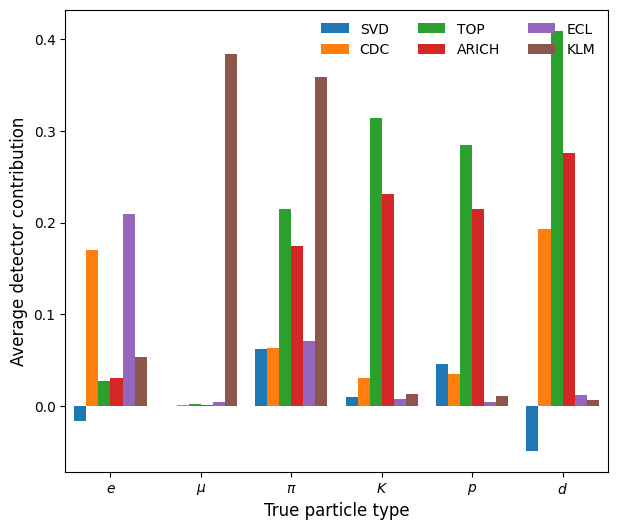 SVD TOP ECL
CDC ARICH KLM
Average detector contribution
0.4
0.3
0.2
0.1
0.0
e μ π K p d
True particle type